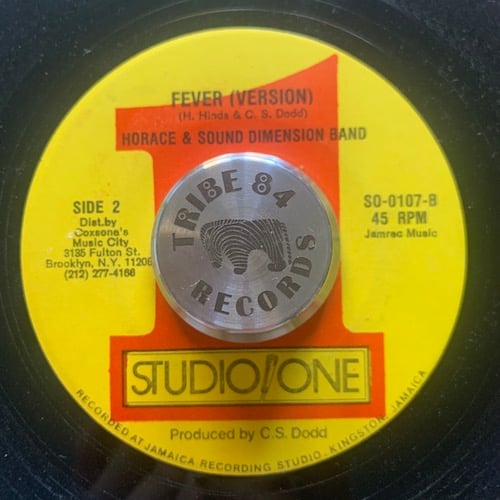 FEVER (VERSION)
(H. Hinds & C. S. Dodd)
HORACE & SOUND DIMENSION BAND
SIDE 2
Dist.by
Coxsone's
Music City
3135 Fulton St.
Brooklyn, N.Y. 11208
(212) 277-4166
SO-0107-B
45 RPM
Jamrec Music
TRIBE 84
RECORDS
1
STUDIO ONE
Produced by C.S. Dodd
RECORDED AT JAMAICA RECORDING STUDIO. KINGSTON, JAMAICA